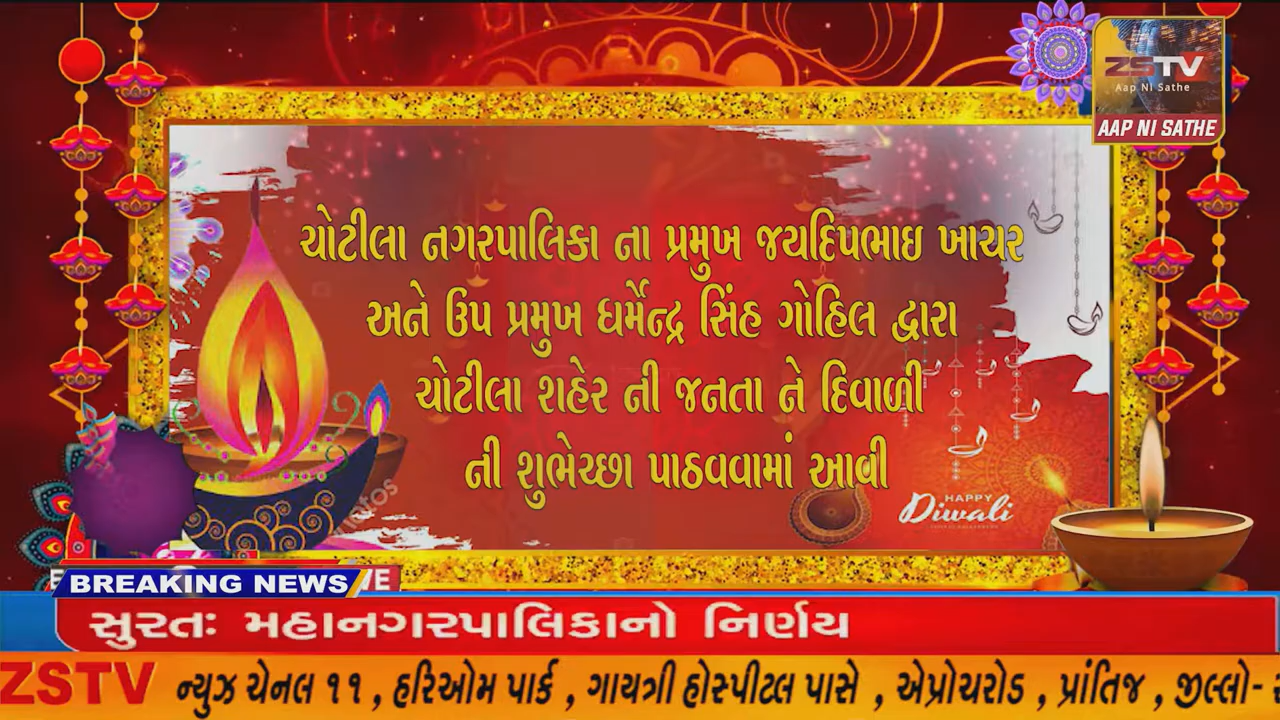 ZSTV
Aap Ni Sathe
AAP NI SATHE
ચોટીલા નગરપાલિકા ના પ્રમુખ જયદિપભાઇ ખાચર
અને ઉપ પ્રમુખ ધર્મેન્દ્ર સિંહ ગોહિલ દ્વારા
ચોટીલા શહેર ની જનતા ને દિવાળી
ની શુભેચ્છા પાઠવવામાં આવી
HAPPY
Diwali
BREAKING NEWS
સુરતઃ મહાનગરપાલિકાનો નિર્ણય
ZSTV ન્યુઝ ચેનલ ૧૧ , હરિઓમ પાર્ક , ગાયત્રી હોસ્પીટલ પાસે , એપ્રોચરોડ , પ્રાંતિજ , જીલ્લો-